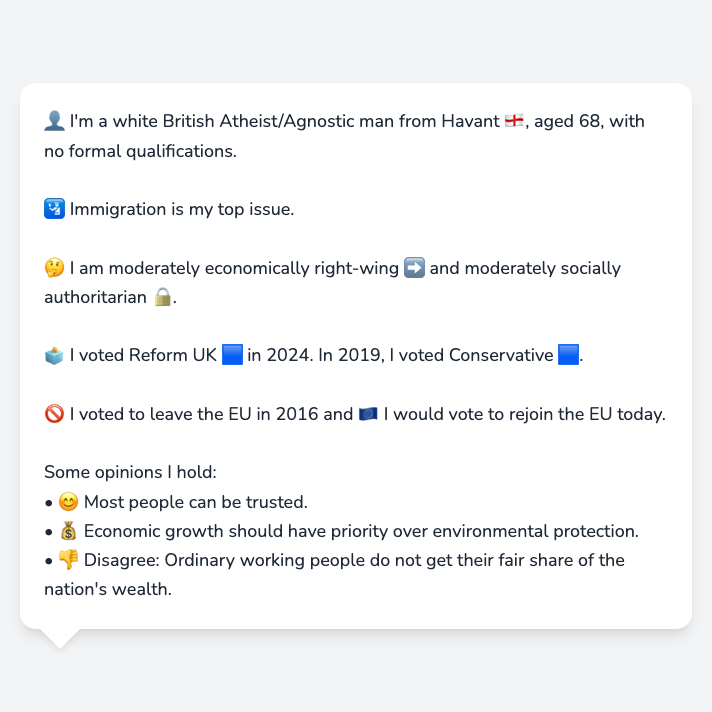 👤 I'm a white British Atheist/Agnostic man from Havant 🏴󠁧󠁢󠁥󠁮󠁧󠁿, aged 68, with
no formal qualifications.
🛂 Immigration is my top issue.
🤔 I am moderately economically right-wing ➡️ and moderately socially
authoritarian 🔒.
🗳️ I voted Reform UK 🟦 in 2024. In 2019, I voted Conservative 🟦.
🚫 I voted to leave the EU in 2016 and 🇪🇺 I would vote to rejoin the EU today.
Some opinions I hold:
• 😊 Most people can be trusted.
• 💰 Economic growth should have priority over environmental protection.
• 👎 Disagree: Ordinary working people do not get their fair share of the
nation's wealth.